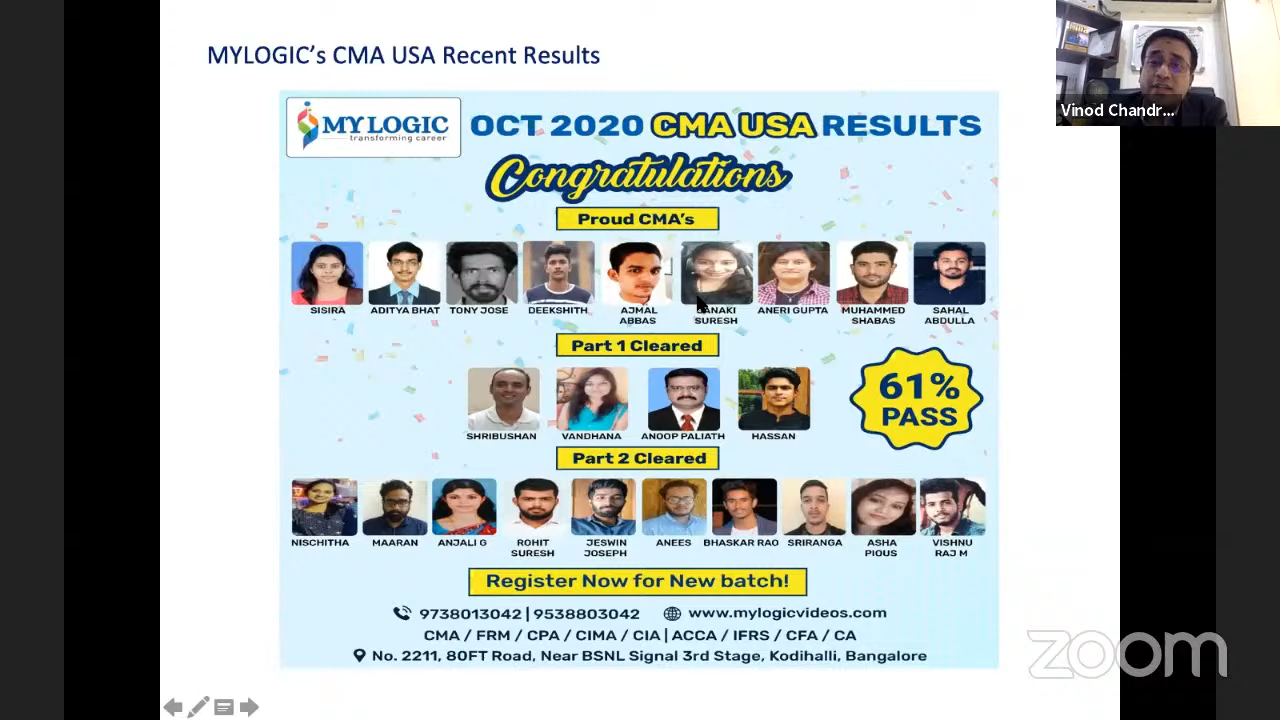 MYLOGIC's CMA USA Recent Results
Vinod Chandr...
MY LOGIC
transforming career
OCT 2020 CMA USA RESULTS
Congratulations
Proud CMA's
SISIRA
ADITYA BHAT
TONY JOSE
DEEKSHITH
AJMAL
ABBAS
SURESH
ANERI GUPTA
MUHAMMED
SHABAS
SAHAL
ABDULLA
Part 1 Cleared
SHRIBUSHAN
VANDHANA
ANOOP PALIATH
HASSAN
61%
PASS
Part 2 Cleared
NISCHITHA
MAARAN
ANJALI G
ROHIT
SURESH
JESWIN
JOSEPH
ANEES
BHASKAR RAO
SRIRANGA
ASHA
PIOUS
VISHNU
RAJ M
Register Now for New batch!
9738013042 | 9538803042 www.mylogicvideos.com
CMA / FRM / CPA / CIMA / CIA | ACCA / IFRS / CFA / CA
No. 2211, 80FT Road, Near BSNL Signal 3rd Stage, Kodihalli, Bangalore
zoom